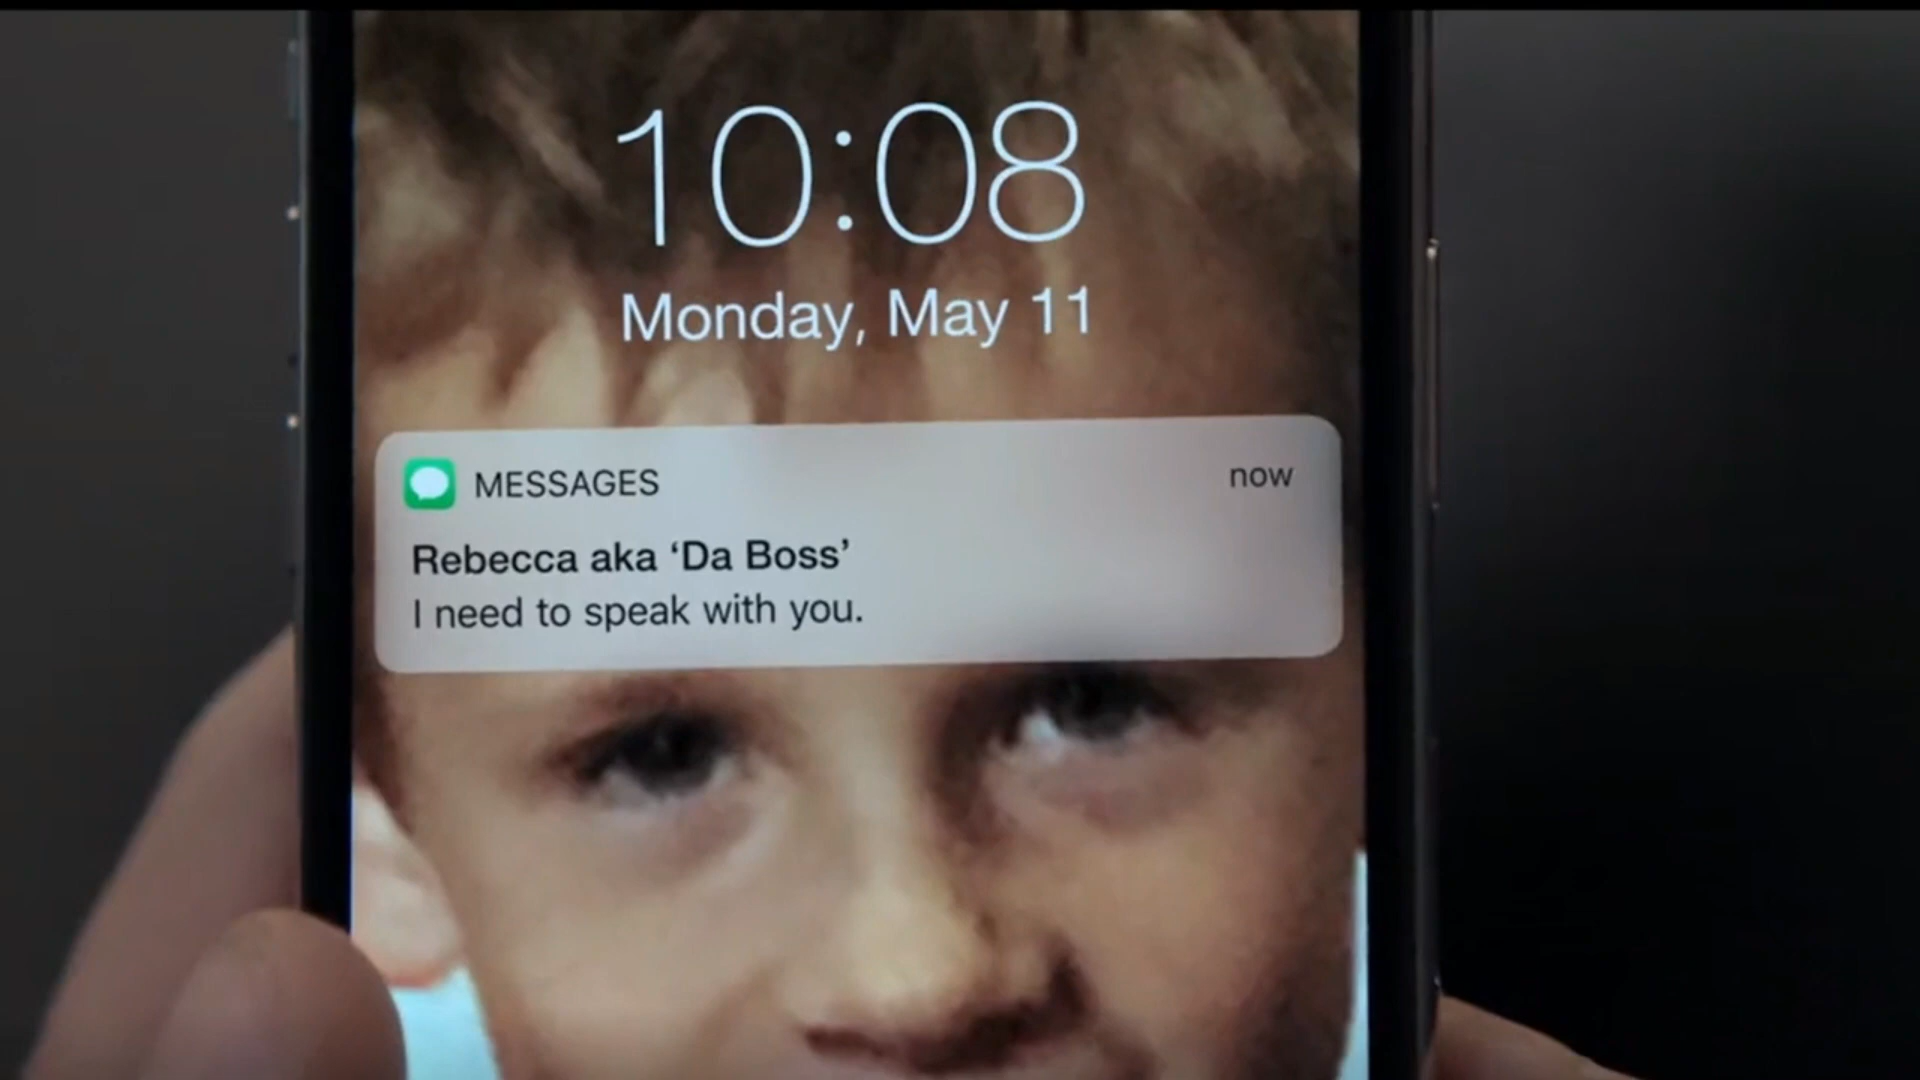 10:08
Monday, May 11
MESSAGES now
Rebecca aka ‘Da Boss’
I need to speak with you.